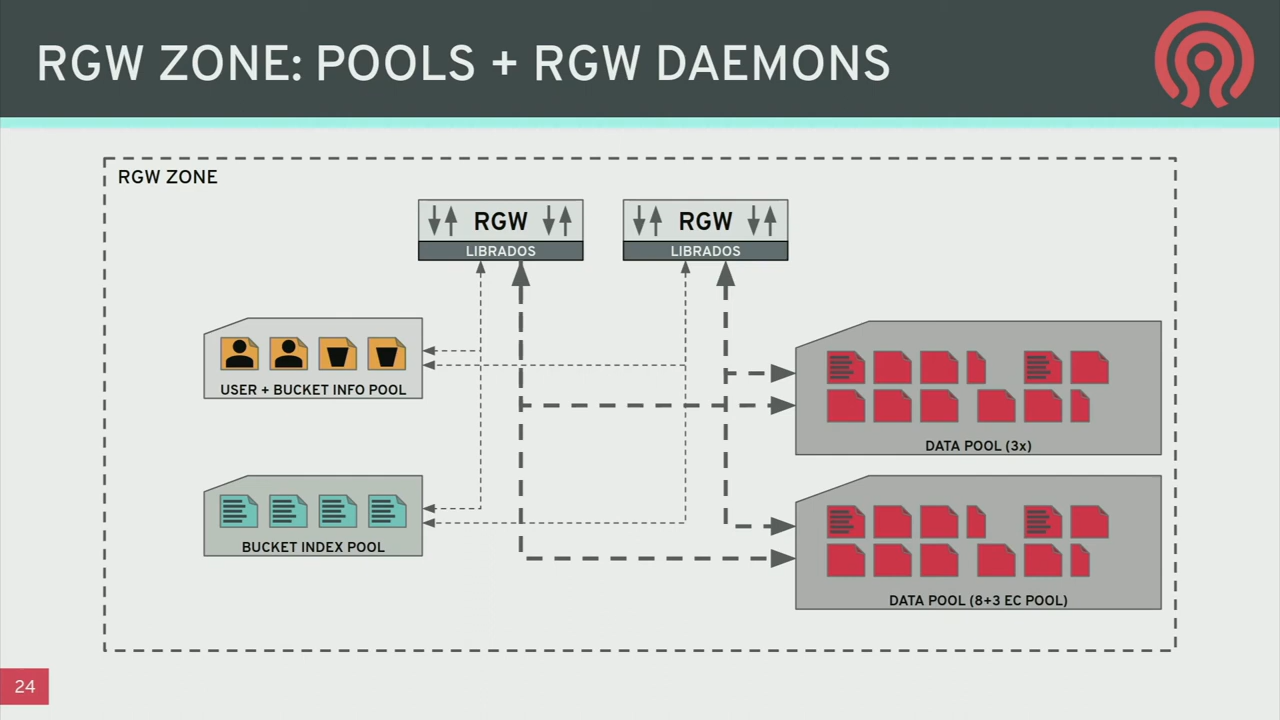 RGW ZONE: POOLS + RGW DAEMONS
RGW ZONE
RGW
LIBRADOS
RGW
LIBRADOS
USER + BUCKET INFO POOL
DATA POOL (3x)
BUCKET INDEX POOL
DATA POOL (8+3 EC POOL)
24